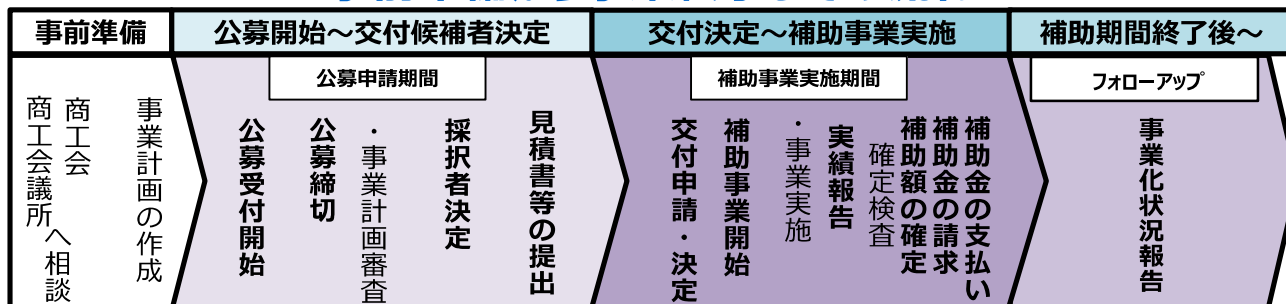 事前準備
公募開始～交付候補者決定
交付決定～補助事業実施
補助期間終了後～
公募申請期間
補助事業実施期間
フォローアップ
商工会議所
商工会
へ相談
事業計画の作成
公募受付開始
公募締切
・事業計画審査
採択者決定
見積書等の提出
交付申請・決定
補助事業開始
・事業実施
実績報告
確定検査
補助額の確定
補助金の請求
補助金の支払い
事業化状況報告